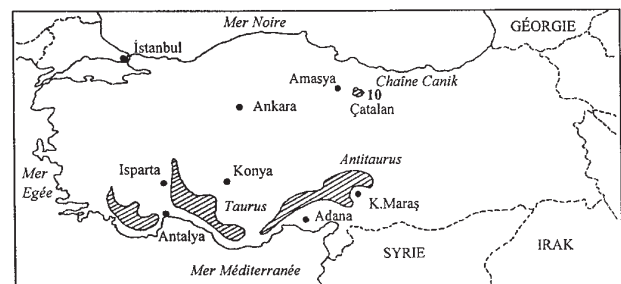 Mer Noire
GÉORGIE
İstanbul
Amasya
Chaîne Canik
10
Çatalan
Ankara
Mer
Egée
Isparta
Konya
Antitaurus
Taurus
K.Maraş
Adana
Antalya
SYRIE
IRAK
Mer Méditerranée